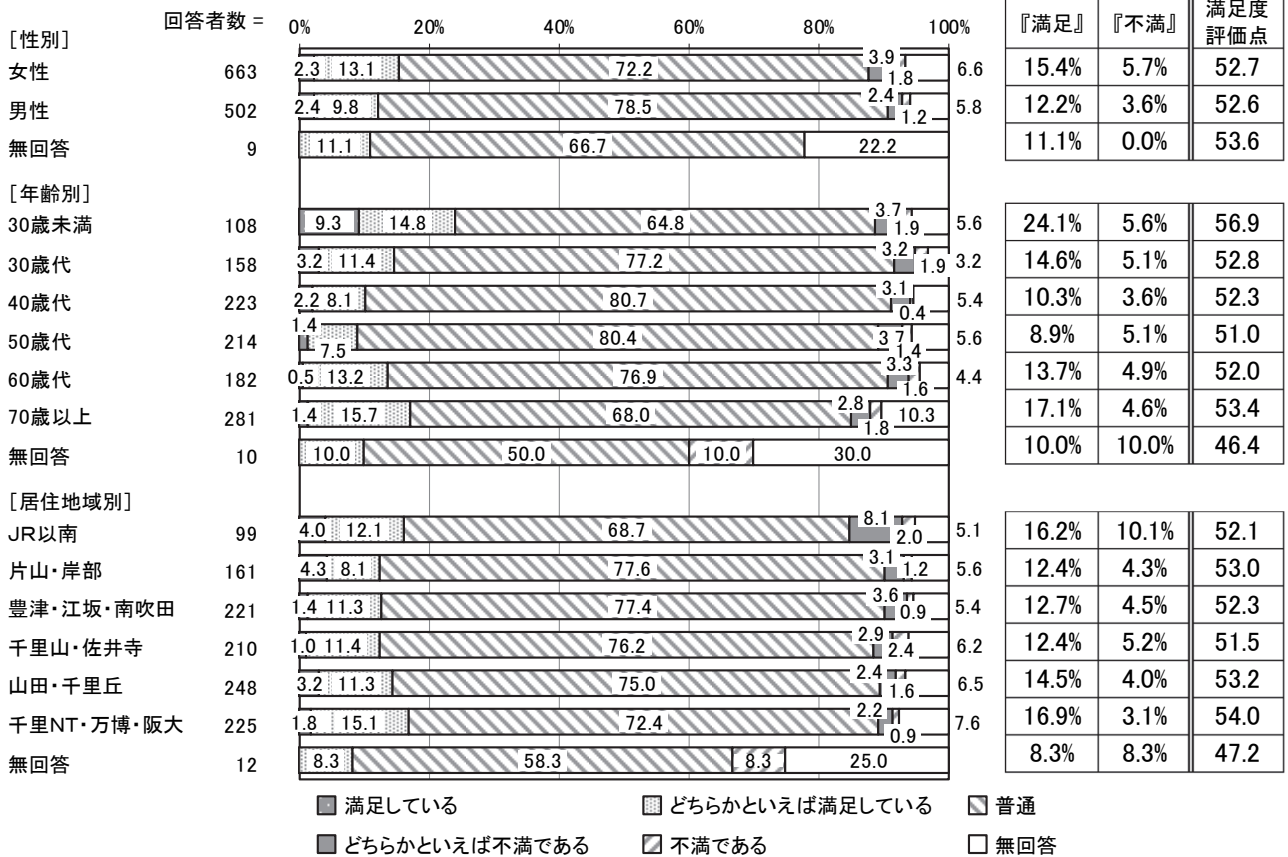 回答者数 = 0% 20% 40% 60% 80% 100% 『満足』 『不満』 満足度評価点
[性別]
女性 663 2.3 13.1 72.2 3.9 1.8 6.6 15.4% 5.7% 52.7
男性 502 2.4 9.8 78.5 2.4 1.2 5.8 12.2% 3.6% 52.6
無回答 9 11.1 66.7 22.2 11.1% 0.0% 53.6
[年齢別]
30歳未満 108 9.3 14.8 64.8 3.7 1.9 5.6 24.1% 5.6% 56.9
30歳代 158 3.2 11.4 77.2 3.2 1.9 3.2 14.6% 5.1% 52.8
40歳代 223 2.2 8.1 80.7 3.1 0.4 5.4 10.3% 3.6% 52.3
50歳代 214 1.4 7.5 80.4 3.7 1.4 5.6 8.9% 5.1% 51.0
60歳代 182 0.5 13.2 76.9 3.3 1.6 4.4 13.7% 4.9% 52.0
70歳以上 281 1.4 15.7 68.0 2.8 1.8 10.3 17.1% 4.6% 53.4
無回答 10 10.0 50.0 10.0 30.0 10.0% 10.0% 46.4
[居住地域別]
JR以南 99 4.0 12.1 68.7 8.1 2.0 5.1 16.2% 10.1% 52.1
片山・岸部 161 4.3 8.1 77.6 3.1 1.2 5.6 12.4% 4.3% 53.0
豊津・江坂・南吹田 221 1.4 11.3 77.4 3.6 0.9 5.4 12.7% 4.5% 52.3
千里山・佐井寺 210 1.0 11.4 76.2 2.9 2.4 6.2 12.4% 5.2% 51.5
山田・千里丘 248 3.2 11.3 75.0 2.4 1.6 6.5 14.5% 4.0% 53.2
千里NT・万博・阪大 225 1.8 15.1 72.4 2.2 0.9 7.6 16.9% 3.1% 54.0
無回答 12 8.3 58.3 8.3 25.0 8.3% 8.3% 47.2
満足している どちらかといえば満足している 普通
どちらかといえば不満である 不満である 無回答